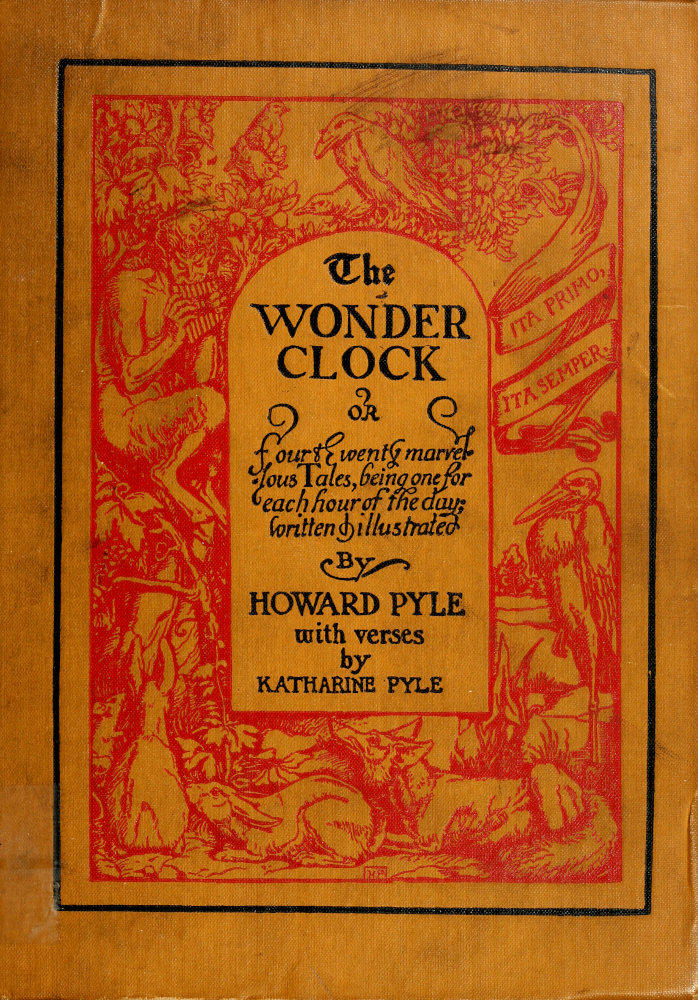 The
WONDER
CLOCK
OR
four & twenty marvel-
lous Tales, being one for
each hour of the day;
written & illustrated
By
HOWARD PYLE
with verses
by
KATHARINE PYLE
ITA PRIMO,
ITA SEMPER.
HP